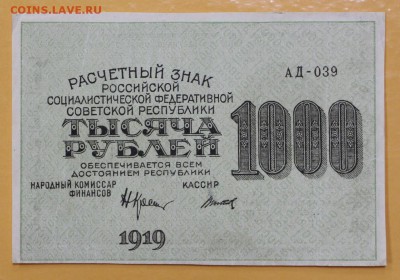 COINS.LAVE.RU
РАСЧЕТНЫЙ ЗНАК
РОССИЙСКОЙ
СОЦИАЛИСТИЧЕСКОЙ ФЕДЕРАТИВНОЙ
СОВЕТСКОЙ РЕСПУБЛИКИ
ТЫСЯЧА
РУБЛЕЙ
ОБЕСПЕЧИВАЕТСЯ ВСЕМ
ДОСТОЯНИЕМ РЕСПУБЛИКИ
НАРОДНЫЙ КОМИССАР
ФИНАНСОВ
КАССИР
1919
АД-039
1000